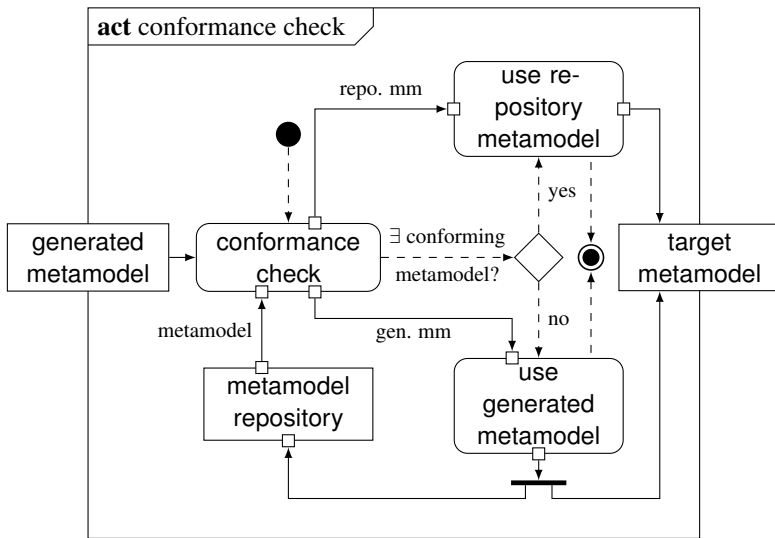 act conformance check
use re-
pository
metamodel
repo. mm
yes
generated
metamodel
conformance
check
∃ conforming
metamodel?
target
metamodel
no
metamodel
gen. mm
metamodel
repository
use
generated
metamodel